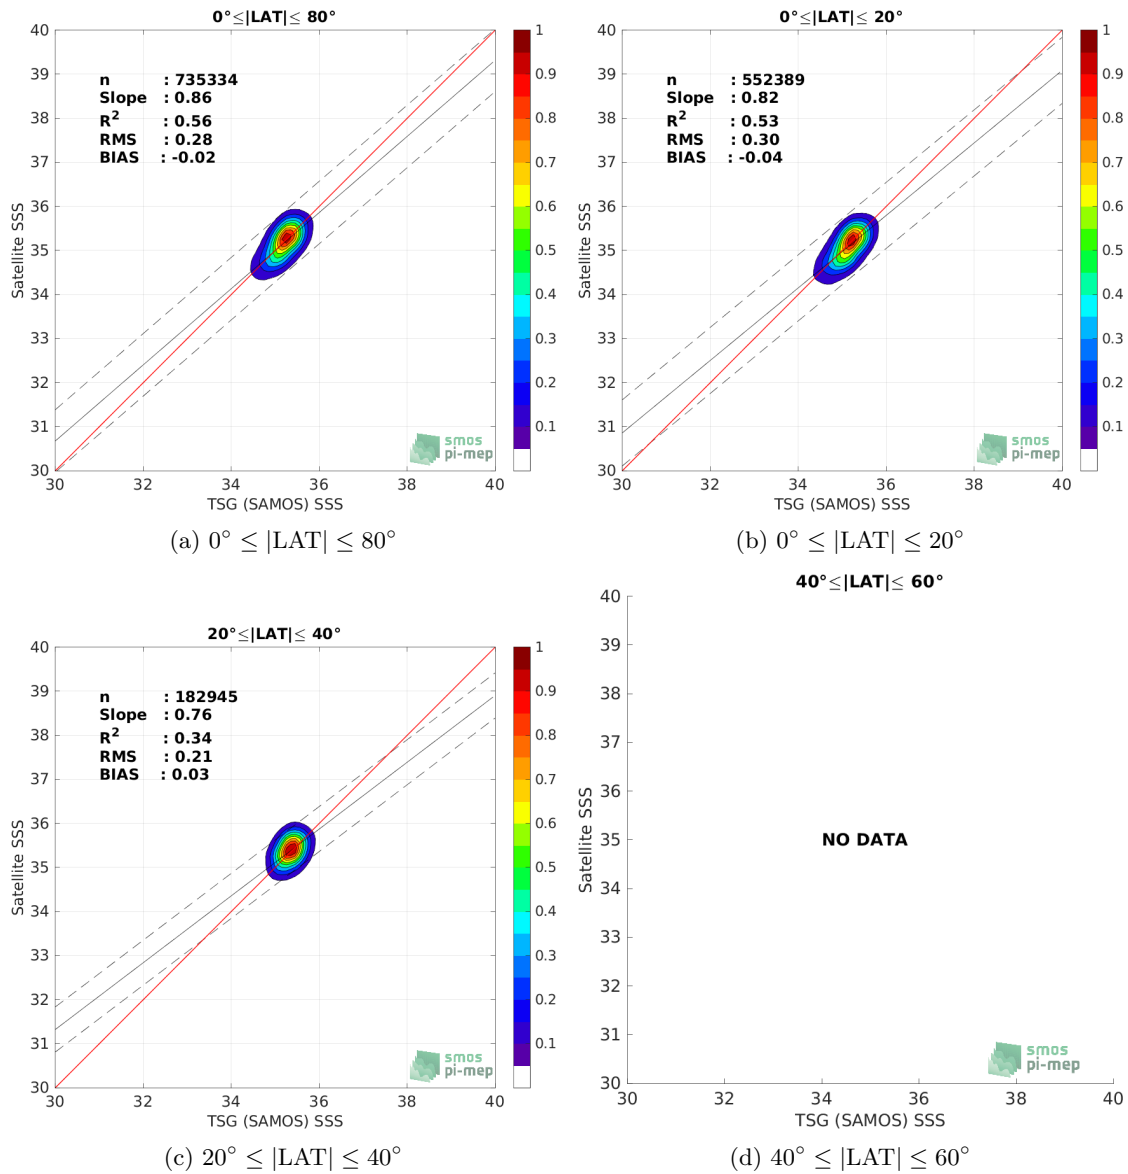 0°≤|LAT|≤ 80°
40
39
38
37
36
35
34
33
32
31
30
n : 735334
Slope : 0.86
R2 : 0.56
RMS : 0.28
BIAS : -0.02
Satellite SSS
smos
pi-mep
30 32 34 36 38 40
TSG (SAMOS) SSS
1
0.9
0.8
0.7
0.6
0.5
0.4
0.3
0.2
0.1
(a) 0° ≤ |LAT| ≤ 80°
0°≤|LAT|≤ 20°
40
39
38
37
36
35
34
33
32
31
30
n : 552389
Slope : 0.82
R2 : 0.53
RMS : 0.30
BIAS : -0.04
Satellite SSS
smos
pi-mep
30 32 34 36 38 40
TSG (SAMOS) SSS
1
0.9
0.8
0.7
0.6
0.5
0.4
0.3
0.2
0.1
(b) 0° ≤ |LAT| ≤ 20°
20°≤|LAT|≤ 40°
40
39
38
37
36
35
34
33
32
31
30
n : 182945
Slope : 0.76
R2 : 0.34
RMS : 0.21
BIAS : 0.03
Satellite SSS
smos
pi-mep
30 32 34 36 38 40
TSG (SAMOS) SSS
1
0.9
0.8
0.7
0.6
0.5
0.4
0.3
0.2
0.1
(c) 20° ≤ |LAT| ≤ 40°
40°≤|LAT|≤ 60°
40
39
38
37
36
35
34
33
32
31
30
Satellite SSS
NO DATA
smos
pi-mep
30 32 34 36 38 40
TSG (SAMOS) SSS
(d) 40° ≤ |LAT| ≤ 60°